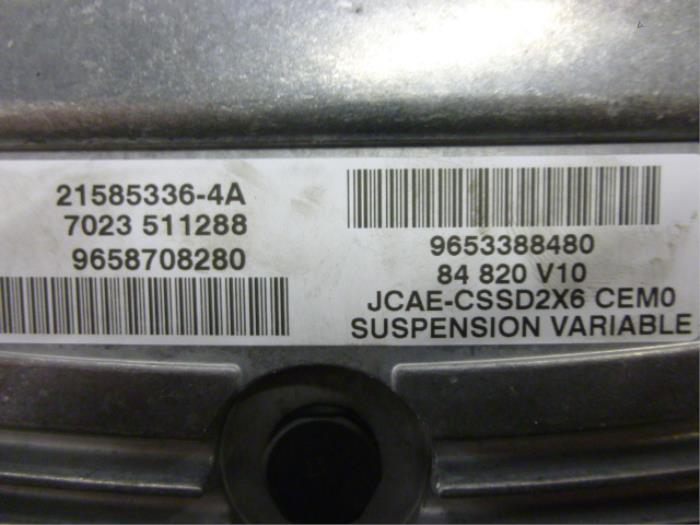 21585336-4A
7023 511288
9658708280
9653388480
84 820 V10
JCAE-CSSD2X6 CEM0
SUSPENSION VARIABLE